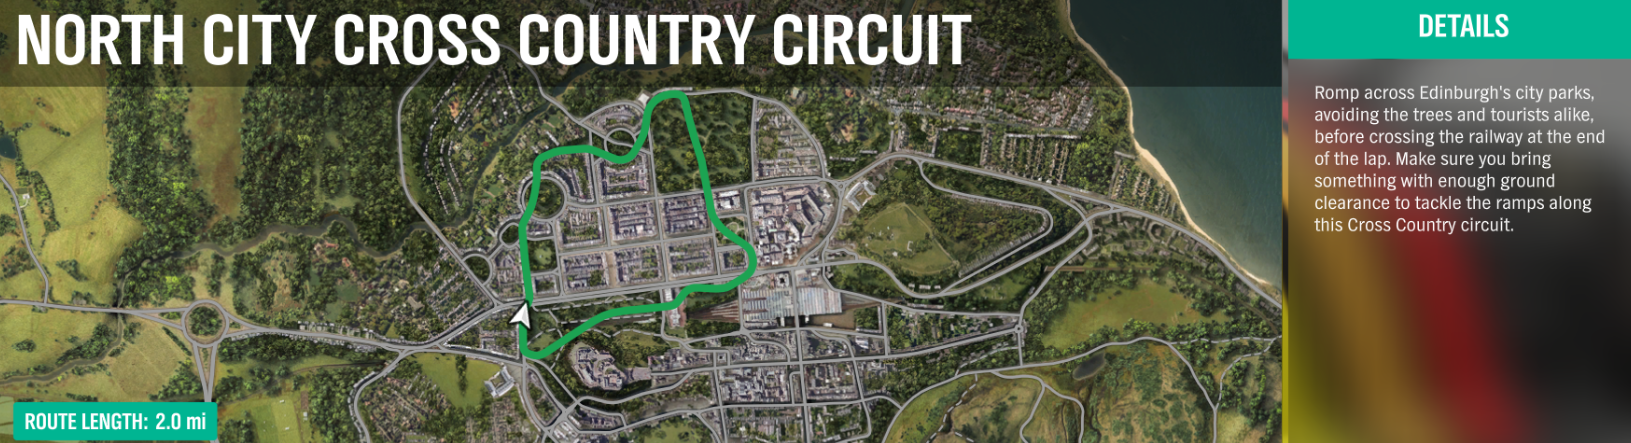 NORTH CITY CROSS COUNTRY CIRCUIT
DETAILS
Romp across Edinburgh's city parks,
avoiding the trees and tourists alike,
before crossing the railway at the end
of the lap. Make sure you bring
something with enough ground
clearance to tackle the ramps along
this Cross Country circuit.
ROUTE LENGTH: 2.0 mi